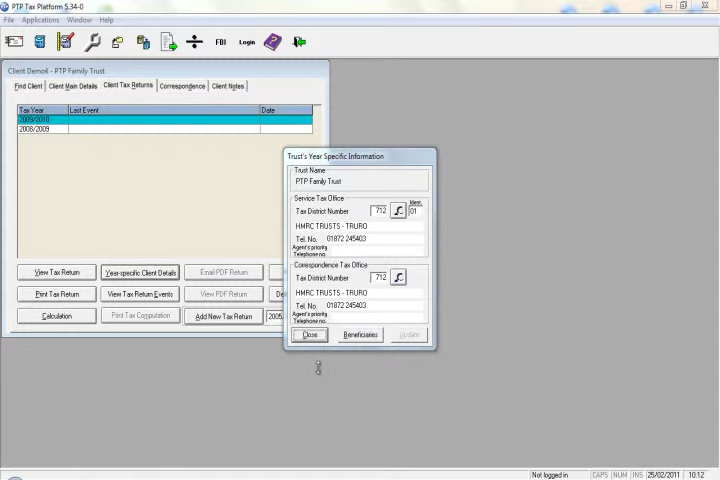 PTP Tax Platform 5.34-0
File Applications Window Help
FBI Login
Client Demo4 - PTP Family Trust
Find Client Client Main Details Client Tax Returns Correspondence Client Notes
Tax Year Last Event Date
2009/2010
2008/2009
View Tax Return Year-specific Client Details Email PDF Return
Print Tax Return View Tax Return Events View PDF Return
Calculation Print Tax Computation Add New Tax Return 2005
Trust's Year Specific Information
Trust Name
PTP Family Trust
Service Tax Office
Ident.
Tax District Number 712 01
HMRC TRUSTS - TRURO
Tel. No. 01872 245403
Agent's priority
Telephone no.
Correspondence Tax Office
Tax District Number 712
HMRC TRUSTS - TRURO
Tel. No. 01872 245403
Agent's priority
Telephone no.
Close Beneficiaries Update
Not logged in CAPS NUM INS 25/02/2011 10:12